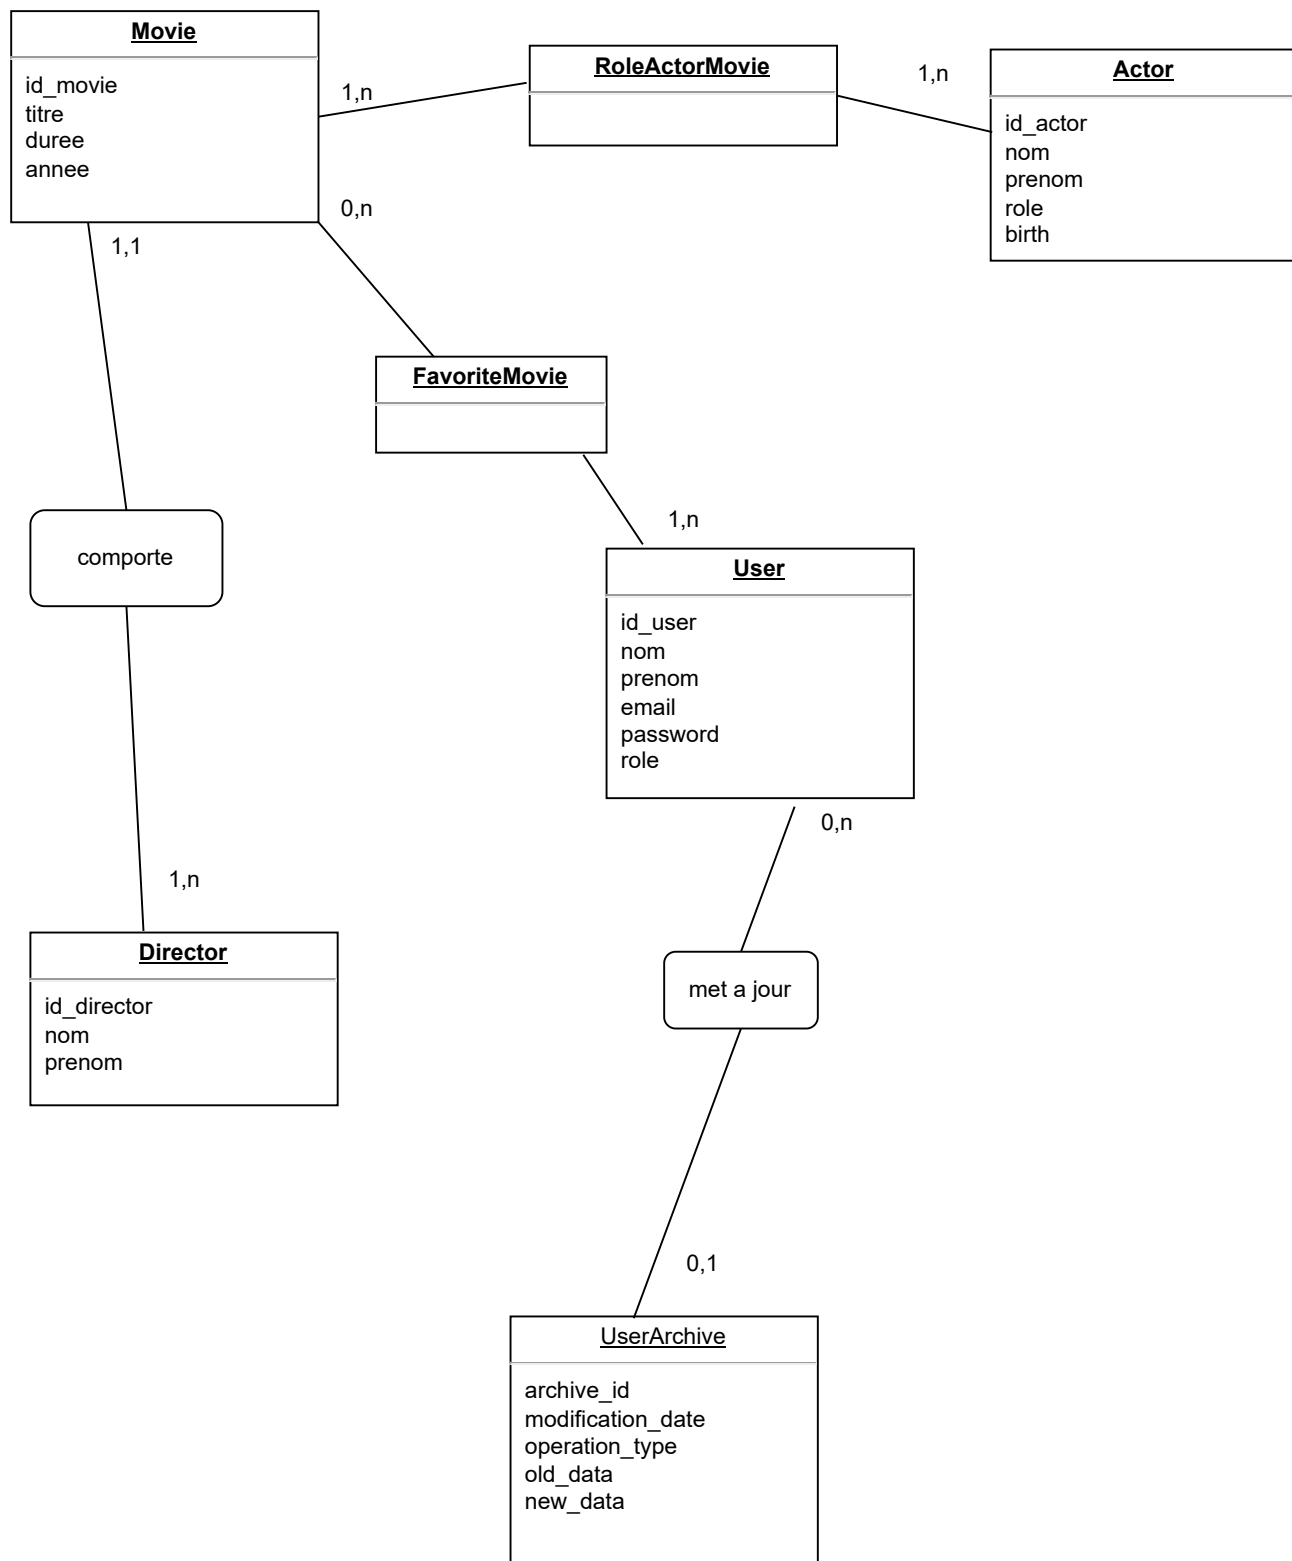 Movie
id_movie
titre
duree
annee
1,n
RoleActorMovie
1,n
Actor
id_actor
nom
prenom
role
birth
0,n
1,1
FavoriteMovie
1,n
comporte
User
id_user
nom
prenom
email
password
role
0,n
1,n
Director
id_director
nom
prenom
met a jour
0,1
UserArchive
archive_id
modification_date
operation_type
old_data
new_data